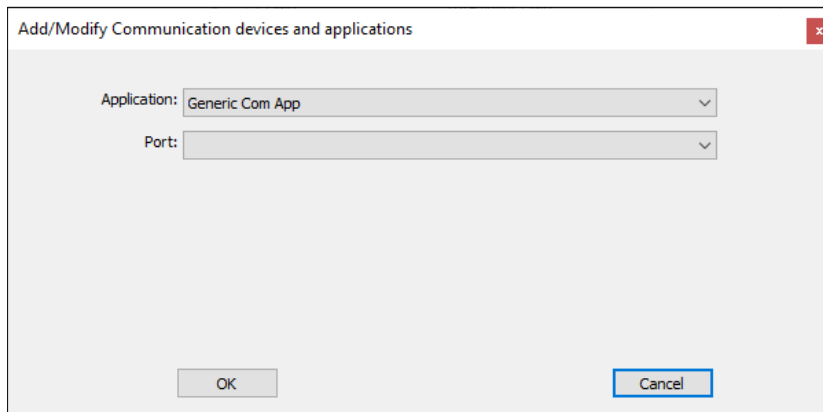 Add/Modify Communication devices and applications
x
Application: Generic Com App
Port:
OK Cancel